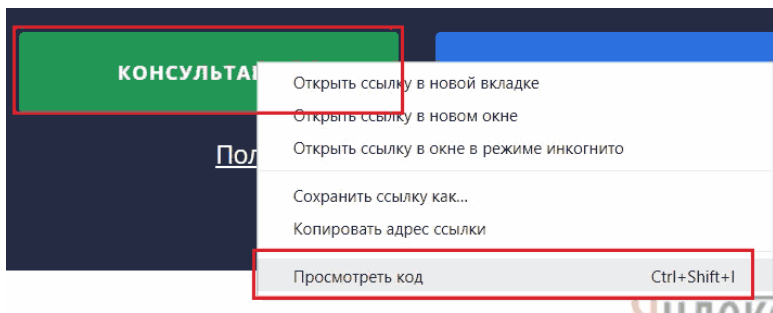 КОНСУЛЬТА
Открыть ссылку в новой вкладке
Открыть ссылку в новом окне
Пол
Открыть ссылку в окне в режиме инкогнито
Сохранить ссылку как...
Копировать адрес ссылки
Просмотреть код Ctrl+Shift+I